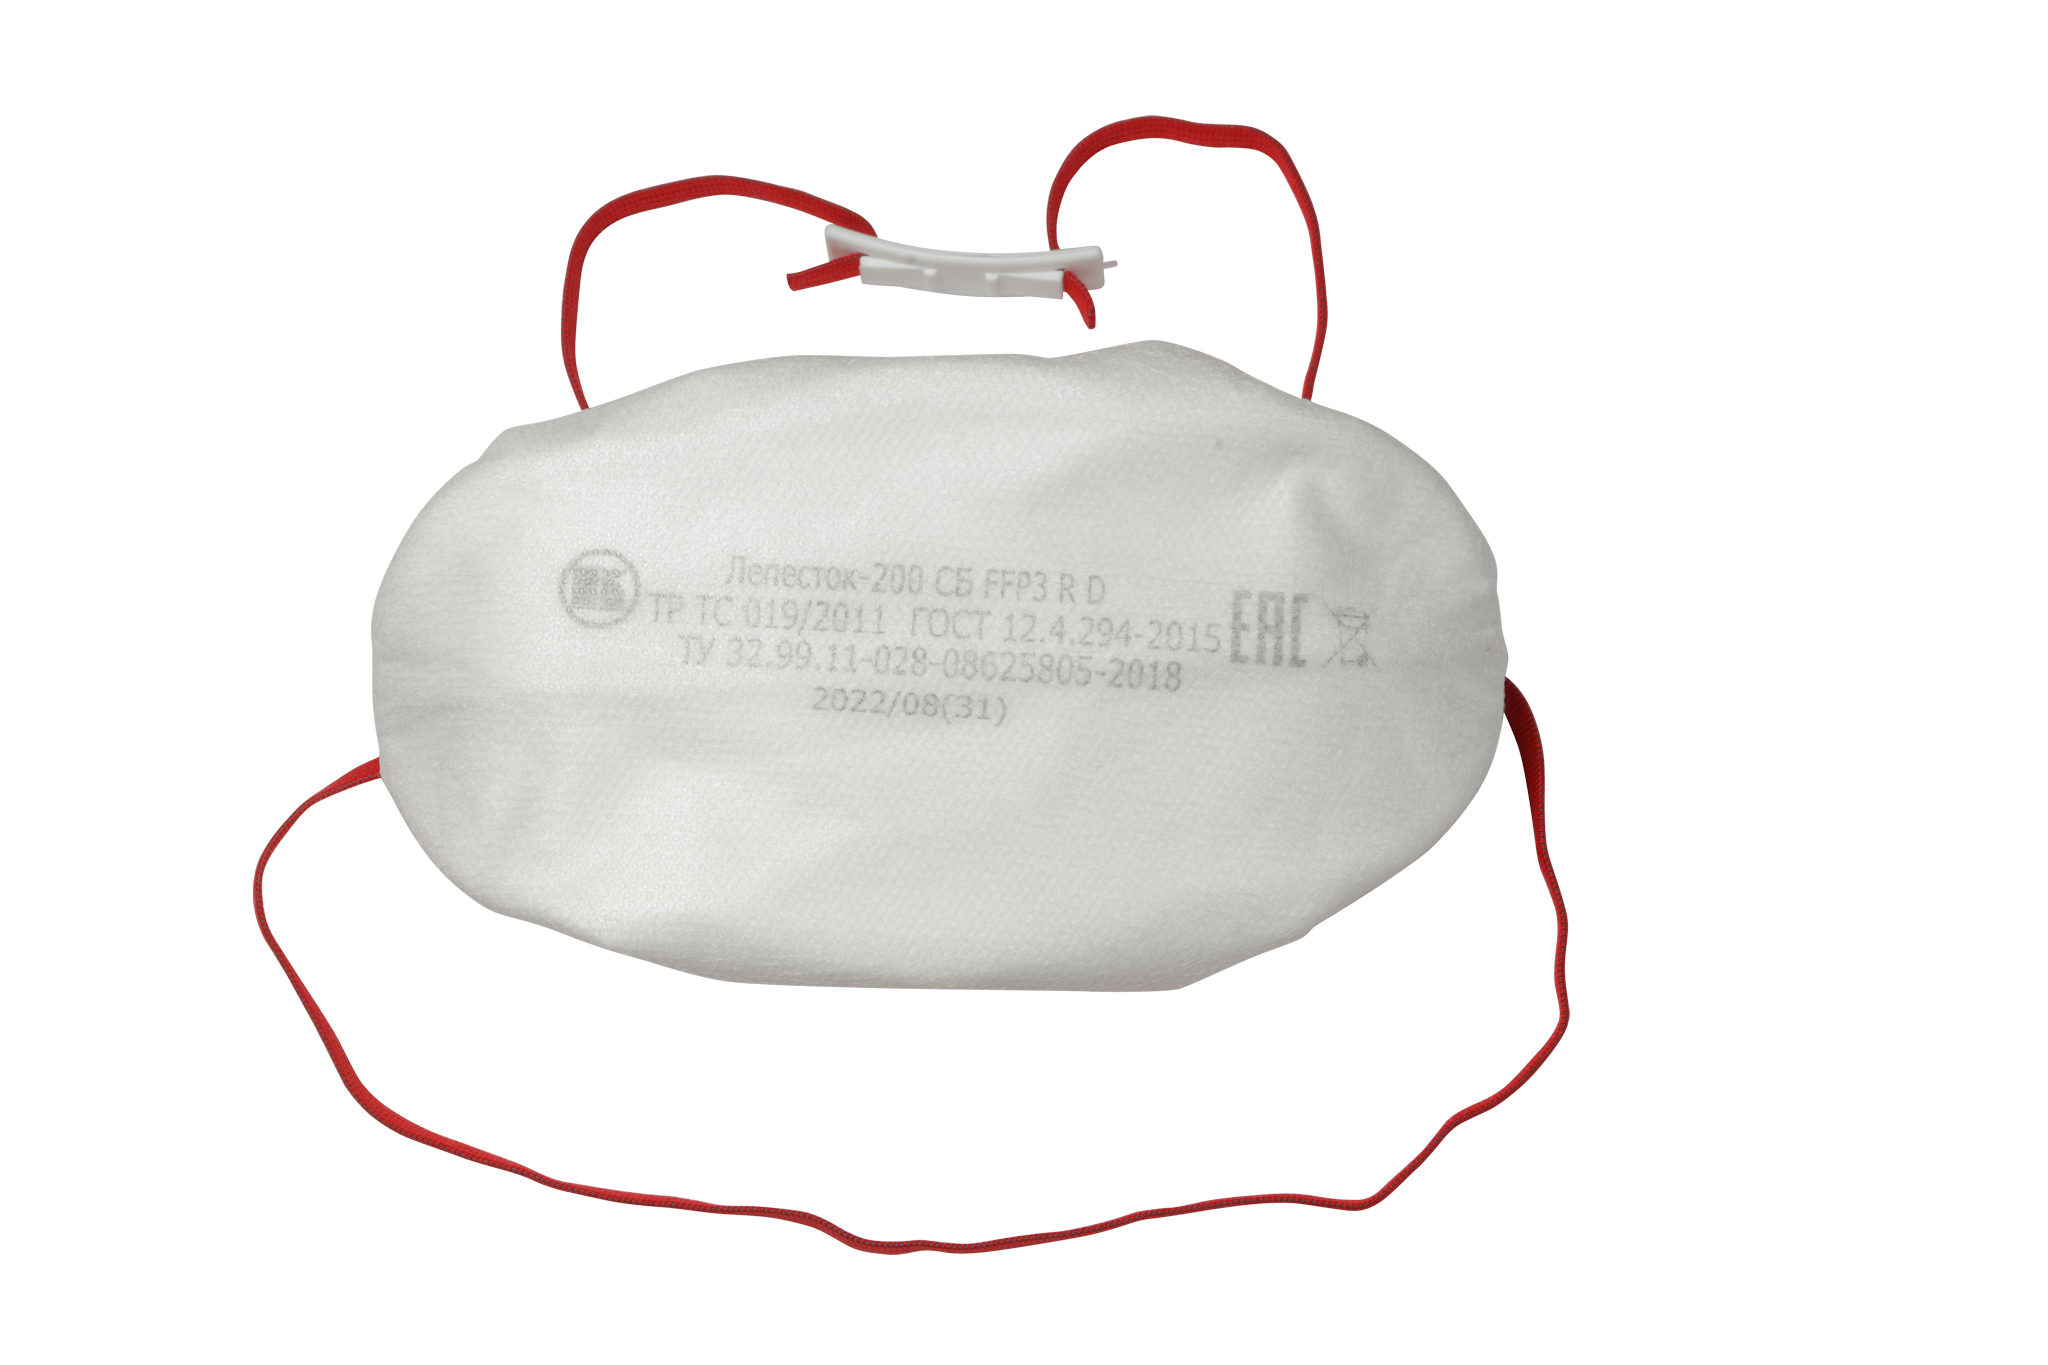 Лепесток-200 СБ FFP3 R D
ТР ТС 019/2011 ГОСТ 12.4.294-2015
ТУ 32.99.11-028-08625805-2018
2022/08(31)
EAC